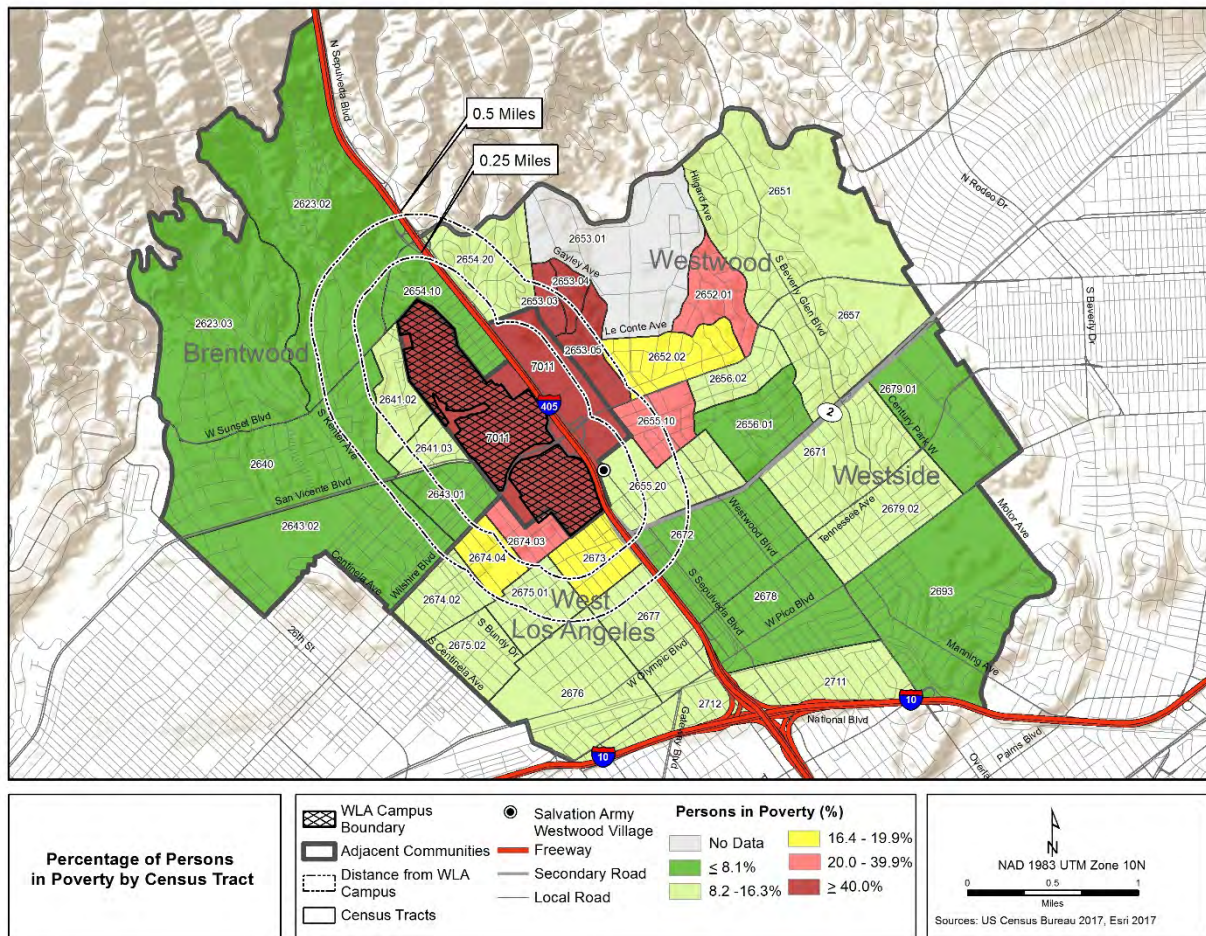 N Sepulveda Blvd
0.5 Miles
0.25 Miles
2623.02
2651
Hilgard Ave
N Rodeo Dr
2653.01
Gayley Ave
Westwood
2654.20
2653.04
2654.10
2653.03
2652.01
S Beverly Glen Blvd
S Beverly Dr
2623.03
2657
Le Conte Ave
Brentwood
2653.05
2652.02
7011
2656.02
2679.01
Century Park W
2641.02
405
2
2655.10
2656.01
W Sunset Blvd
S Kenter Ave
2641.03
7011
2671
Westside
2640
2655.20
San Vicente Blvd
2643.01
Westwood Blvd
Tennessee Ave
2679.02
Motor Ave
2643.02
2672
2674.03
Centinela Ave
Wilshire Blvd
2674.04
2673
S Sepulveda Blvd
2678
2693
2674.02
2675.01
W Pico Blvd
West
Los Angeles
2677
26th St
S Bundy Dr
2675.02
S Centinela Ave
Manning Ave
W Olympic Blvd
2711
2676
2712
10
National Blvd
Gateway Blvd
Palms Blvd
10
Percentage of Persons
in Poverty by Census Tract
WLA Campus
Boundary
Adjacent Communities
Distance from WLA
Campus
Census Tracts
Salvation Army
Westwood Village
Freeway
Secondary Road
Local Road
Persons in Poverty (%)
No Data
≤ 8.1%
8.2 -16.3%
16.4 - 19.9%
20.0 - 39.9%
≥ 40.0%
N
NAD 1983 UTM Zone 10N
0 0.5 1
Miles
Sources: US Census Bureau 2017, Esri 2017